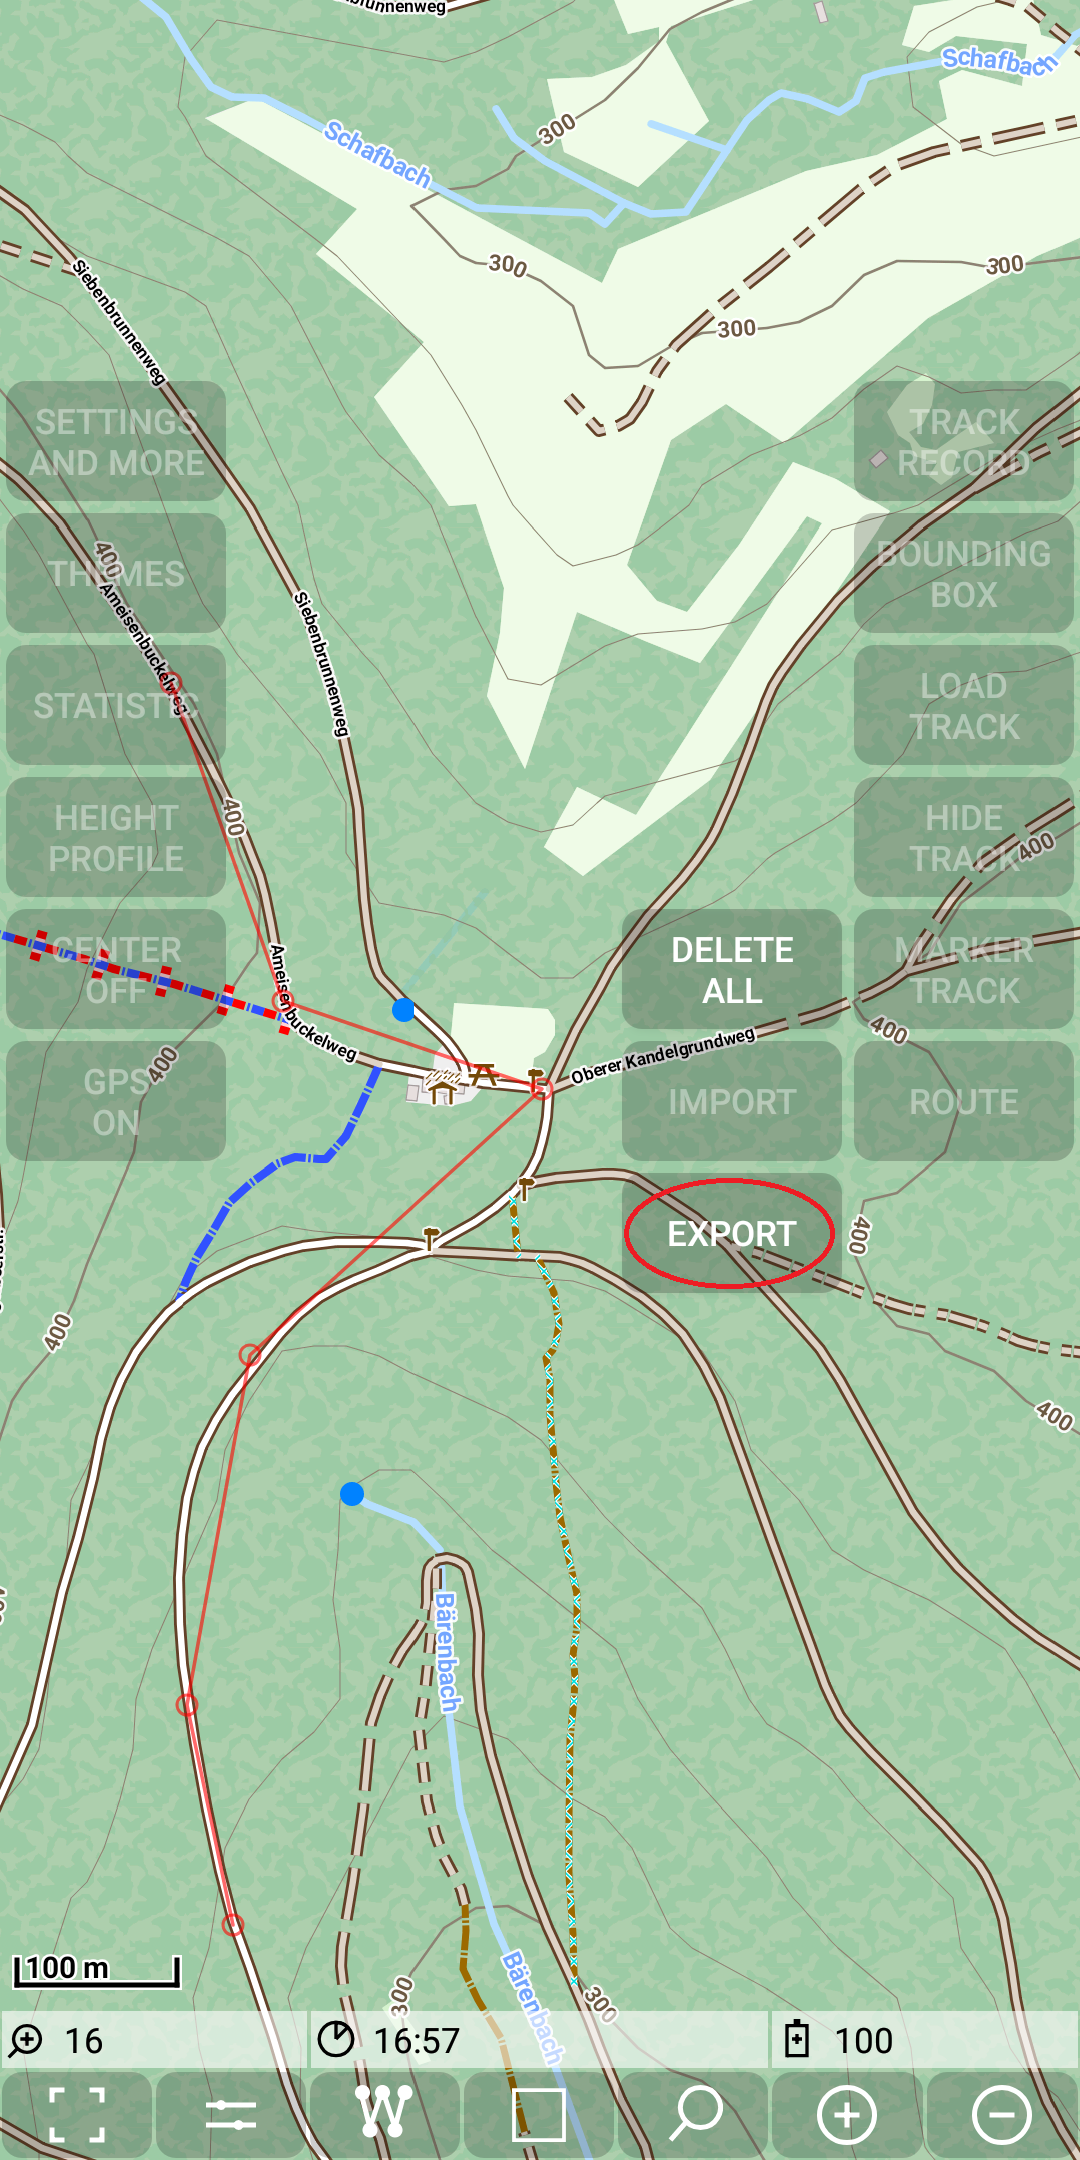 brunnenweg
Schafbach
Schafbach
300
300
300
300
Siebenbrunnenweg
SETTINGS
AND MORE
TRACK
RECORD
THEMES
400
BOUNDING
BOX
Ameisenbuckelweg
Siebenbrunnenweg
STATISTIC
LOAD
TRACK
HEIGHT
PROFILE
400
HIDE
TRACK
400
CENTER
OFF
DELETE
ALL
MARKER
TRACK
Ameisenbuckelweg
Oberer Kandelgrundweg
400
400
GPS
ON
IMPORT
ROUTE
EXPORT
400
400
400
Bärenbach
100 m
300
Bärenbach
300
16
16:57
100